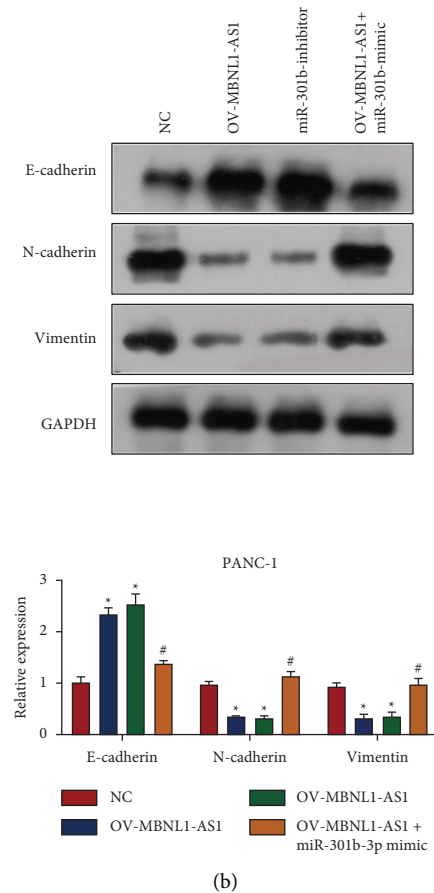 NC
OV-MBNL1-AS1
miR-301b-inhibitor
OV-MBNL1-AS1+
miR-301b-mimic
E-cadherin
N-cadherin
Vimentin
GAPDH
PANC-1
Relative expression
3
2
1
0
* * #
* * #
* * #
E-cadherin N-cadherin Vimentin
NC OV-MBNL1-AS1
OV-MBNL1-AS1 OV-MBNL1-AS1 +
miR-301b-3p mimic
(b)